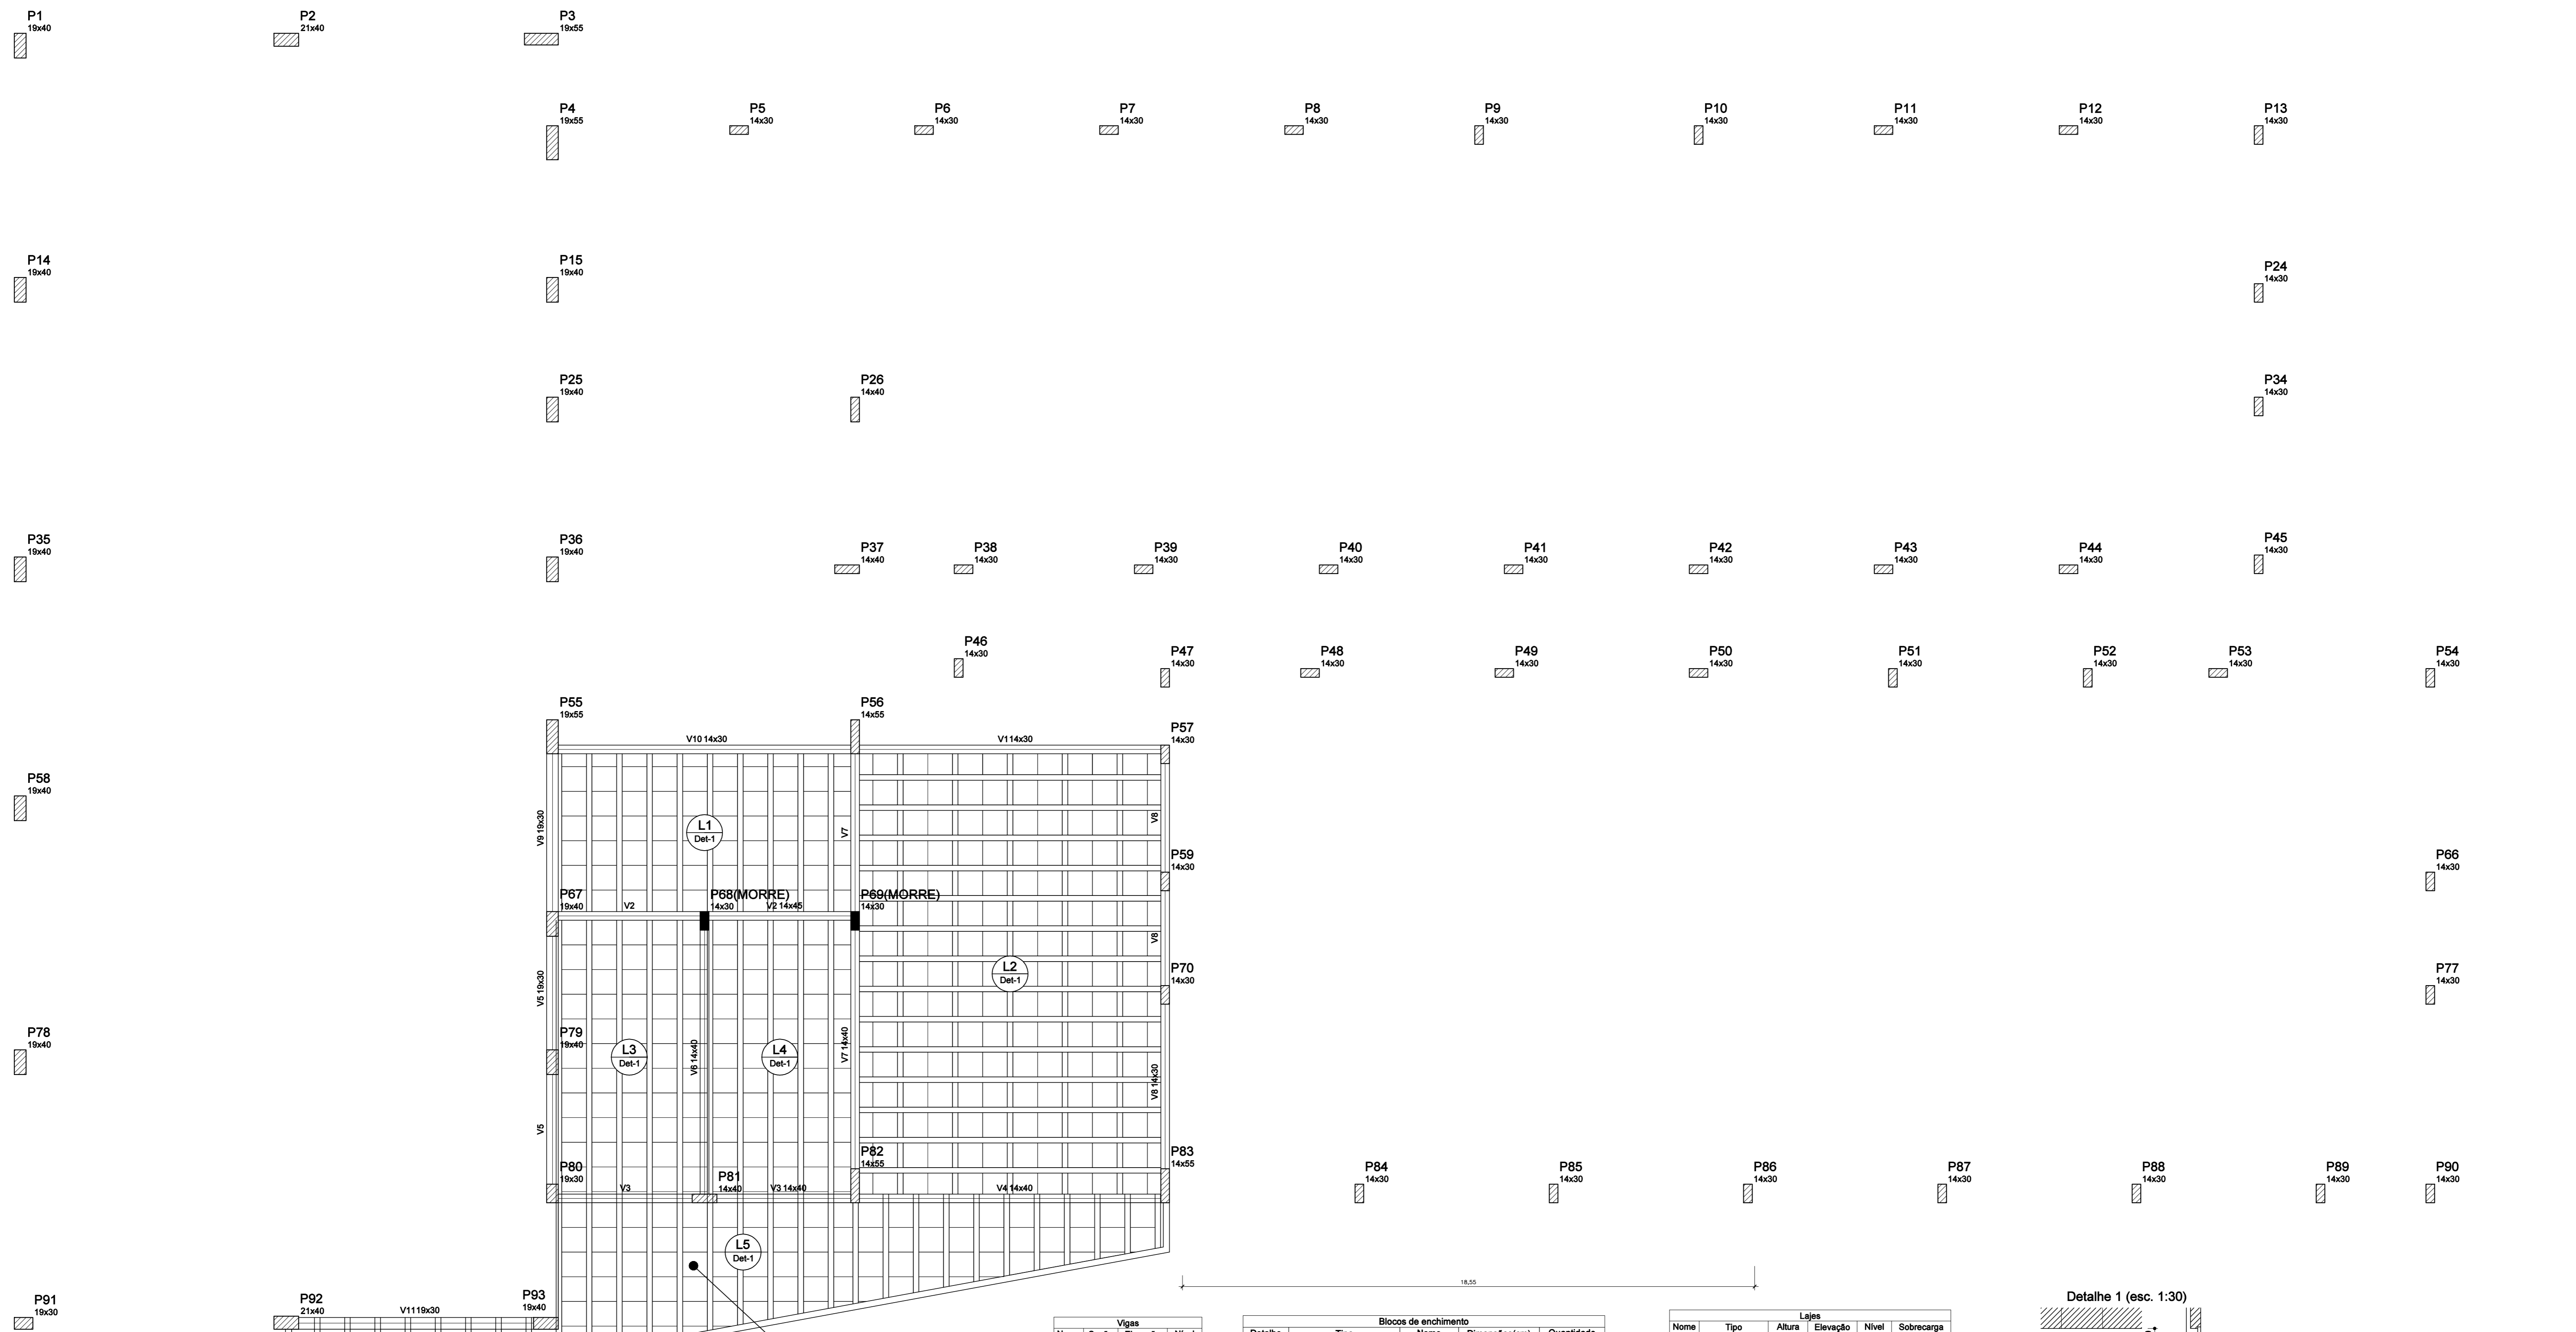 P1
19x40
P2
21x40
P3
19x55
P4
19x55
P5
14x30
P6
14x30
P7
14x30
P8
14x30
P9
14x30
P10
14x30
P11
14x30
P12
14x30
P13
14x30
P14
19x40
P15
19x40
P24
14x30
P25
19x40
P26
14x40
P34
14x30
P35
19x40
P36
19x40
P37
14x40
P38
14x30
P39
14x30
P40
14x30
P41
14x30
P42
14x30
P43
14x30
P44
14x30
P45
14x30
P46
14x30
P47
14x30
P48
14x30
P49
14x30
P50
14x30
P51
14x30
P52
14x30
P53
14x30
P54
14x30
P55
19x55
P56
14x55
P57
14x30
V10 14x30
V114x30
P58
19x40
V9 19x30
L1
Det-1
V7
V8
P59
14x30
P66
14x30
P67
19x40
V2
P68(MORRE)
14x30
V2 14x45
P69(MORRE)
14x30
V8
L2
Det-1
P70
14x30
P77
14x30
V5 19x30
P78
19x40
P79
19x40
L3
Det-1
V6 14x40
L4
Det-1
V7 14x40
V8 14x30
V5
P80
19x30
V3
P81
14x40
V3 14x40
P82
14x55
V4 14x40
P83
14x55
P84
14x30
P85
14x30
P86
14x30
P87
14x30
P88
14x30
P89
14x30
P90
14x30
L5
Det-1
18,55
P91
19x30
P92
21x40
V1119x30
P93
19x40
Vigas
Blocos de enchimento
Lajes
Nome Tipo Altura Elevação Nível Sobrecarga
Detalhe 1 (esc. 1:30)